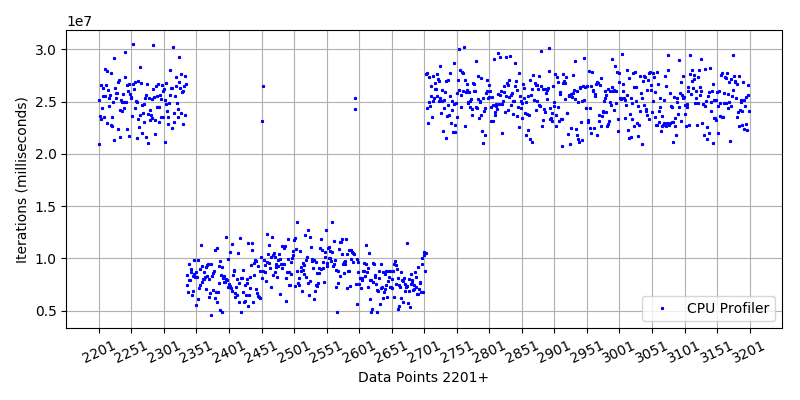 1e7
3.0
2.5
2.0
1.5
1.0
0.5
Iterations (milliseconds)
CPU Profiler
2201 2251 2301 2351 2401 2451 2501 2551 2601 2651 2701 2751 2801 2851 2901 2951 3001 3051 3101 3151 3201
Data Points 2201+